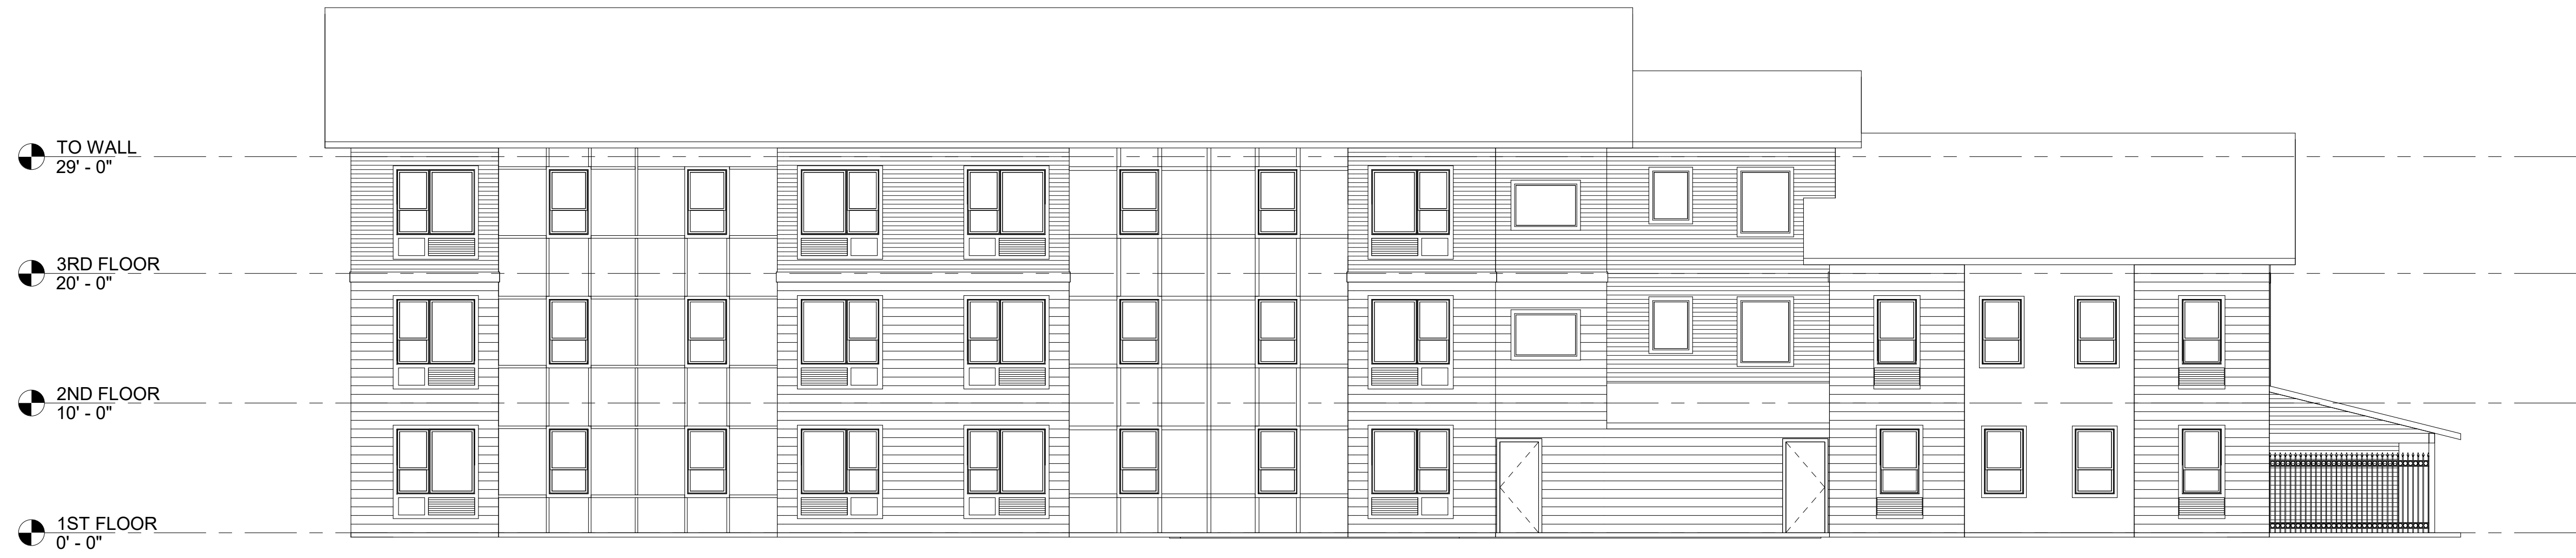 TO WALL
29' - 0"
3RD FLOOR
20' - 0"
2ND FLOOR
10' - 0"
1ST FLOOR
0' - 0"